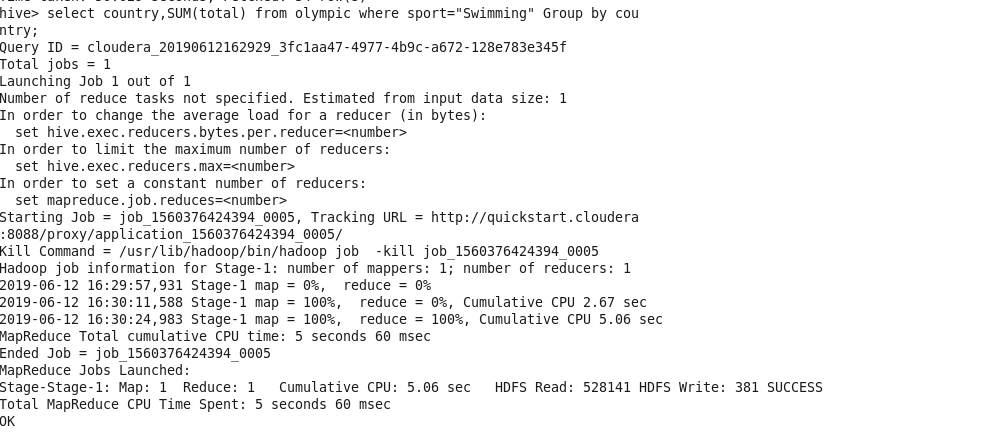 hive> select country,SUM(total) from olympic where sport="Swimming" Group by cou
ntry;
Query ID = cloudera_20190612162929_3fc1aa47-4977-4b9c-a672-128e783e345f
Total jobs = 1
Launching Job 1 out of 1
Number of reduce tasks not specified. Estimated from input data size: 1
In order to change the average load for a reducer (in bytes):
  set hive.exec.reducers.bytes.per.reducer=<number>
In order to limit the maximum number of reducers:
  set hive.exec.reducers.max=<number>
In order to set a constant number of reducers:
  set mapreduce.job.reduces=<number>
Starting Job = job_1560376424394_0005, Tracking URL = http://quickstart.cloudera
:8088/proxy/application_1560376424394_0005/
Kill Command = /usr/lib/hadoop/bin/hadoop job  -kill job_1560376424394_0005
Hadoop job information for Stage-1: number of mappers: 1; number of reducers: 1
2019-06-12 16:29:57,931 Stage-1 map = 0%,  reduce = 0%
2019-06-12 16:30:11,588 Stage-1 map = 100%,  reduce = 0%, Cumulative CPU 2.67 sec
2019-06-12 16:30:24,983 Stage-1 map = 100%,  reduce = 100%, Cumulative CPU 5.06 sec
MapReduce Total cumulative CPU time: 5 seconds 60 msec
Ended Job = job_1560376424394_0005
MapReduce Jobs Launched:
Stage-Stage-1: Map: 1  Reduce: 1   Cumulative CPU: 5.06 sec   HDFS Read: 528141 HDFS Write: 381 SUCCESS
Total MapReduce CPU Time Spent: 5 seconds 60 msec
OK